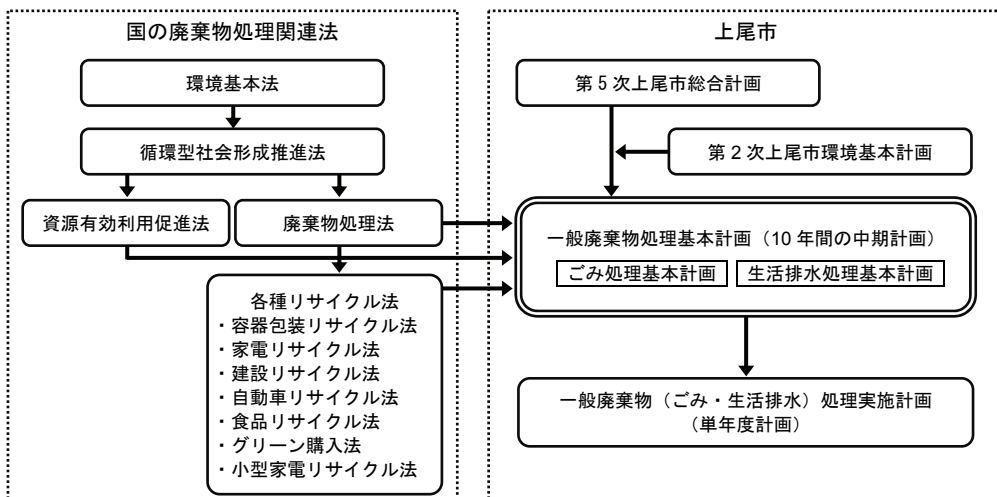 国の廃棄物処理関連法
環境基本法
循環型社会形成推進法
資源有効利用促進法
廃棄物処理法
各種リサイクル法
・容器包装リサイクル法
・家電リサイクル法
・建設リサイクル法
・自動車リサイクル法
・食品リサイクル法
・グリーン購入法
・小型家電リサイクル法
上尾市
第5次上尾市総合計画
第2次上尾市環境基本計画
一般廃棄物処理基本計画（10年間の中期計画）
ごみ処理基本計画
生活排水処理基本計画
一般廃棄物（ごみ・生活排水）処理実施計画
（単年度計画）